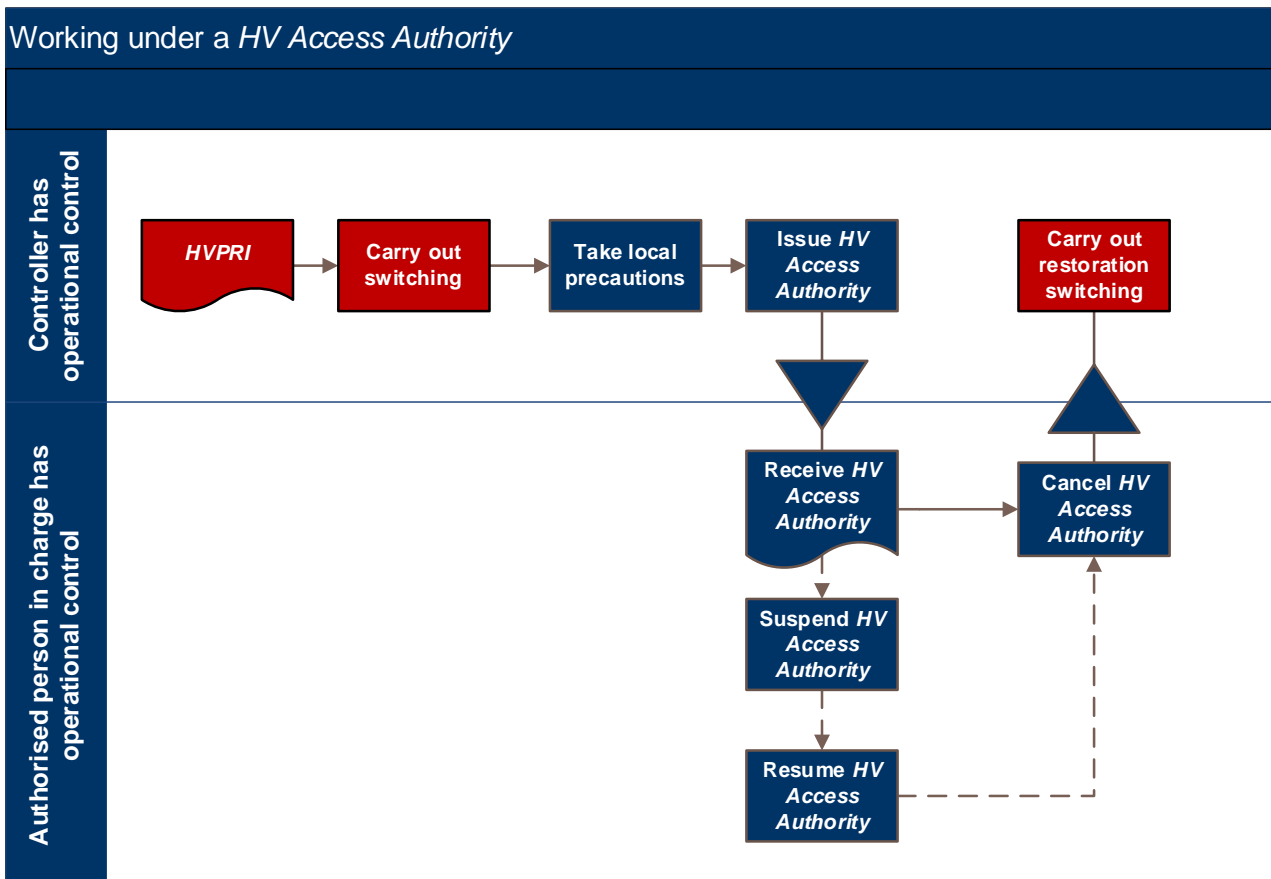 Working under a HV Access Authority
Controller has
operational control
HVPRI
Carry out
switching
Take local
precautions
Issue HV
Access
Authority
Carry out
restoration
switching
Authorised person in charge has
operational control
Receive HV
Access
Authority
Cancel HV
Access
Authority
Suspend HV
Access
Authority
Resume HV
Access
Authority